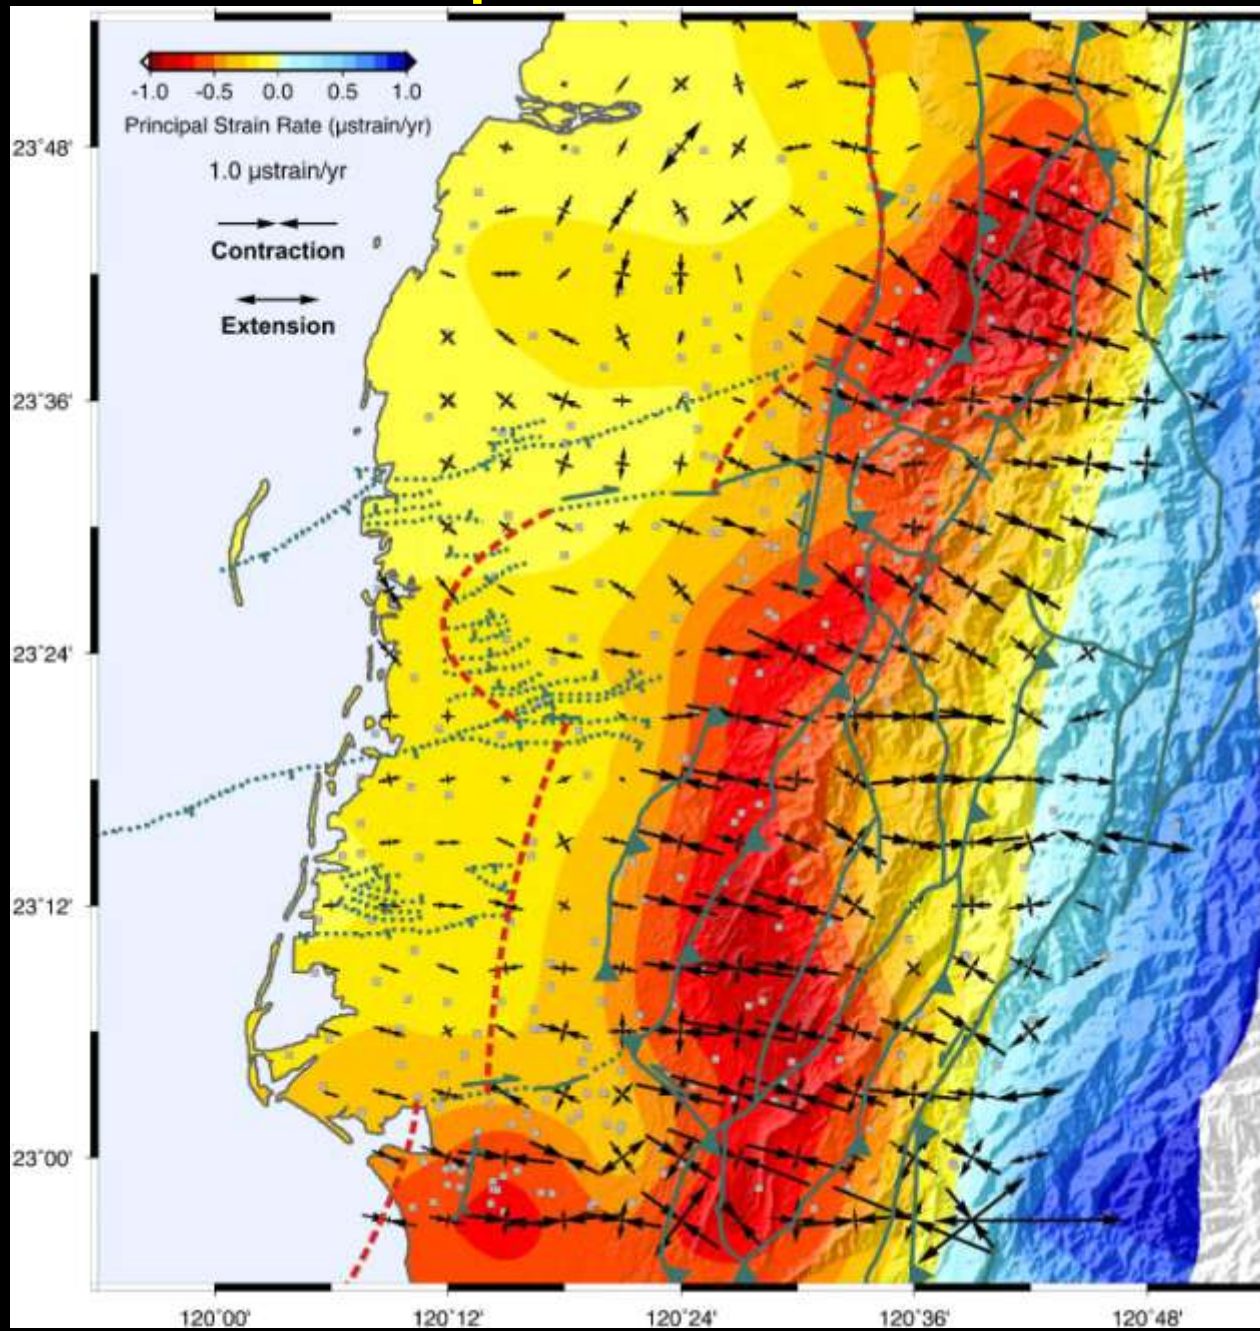 -1.0 -0.5 0.0 0.5 1.0
Principal Strain Rate (µstrain/yr)
1.0 µstrain/yr
Contraction
Extension
23°48'
23°36'
23°24'
23°12'
23°00'
120°00' 120°12' 120°24' 120°36' 120°48'